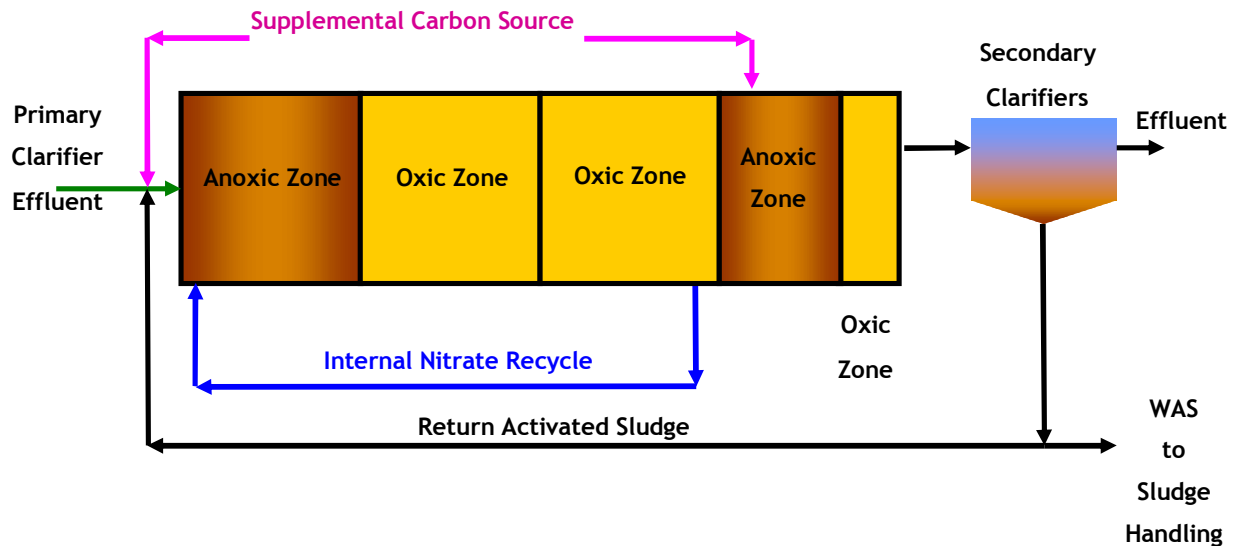 Supplemental Carbon Source
Primary
Clarifier
Effluent
Anoxic Zone
Oxic Zone
Oxic Zone
Anoxic
Zone
Oxic
Zone
Secondary
Clarifiers
Effluent
Internal Nitrate Recycle
Return Activated Sludge
WAS
to
Sludge
Handling